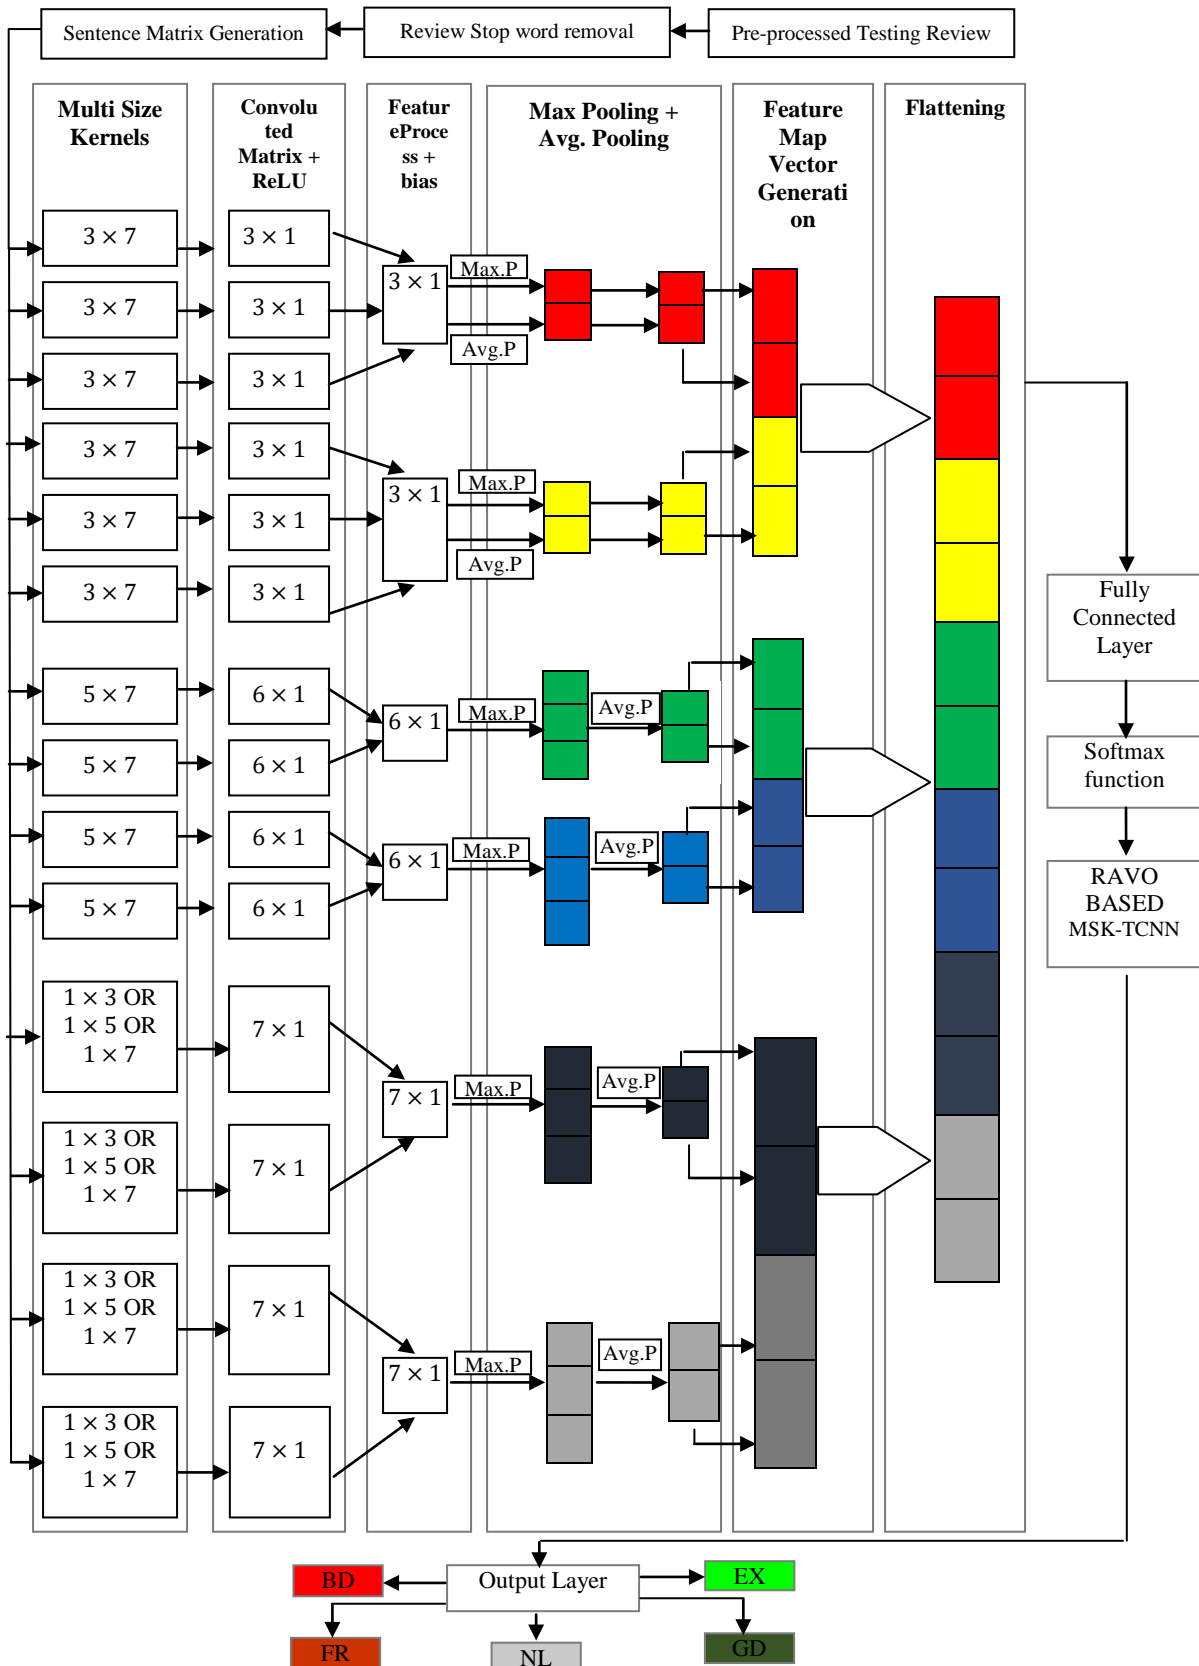 Sentence Matrix Generation
Review Stop word removal
Pre-processed Testing Review
Multi Size
Kernels
Convolu
ted
Matrix +
ReLU
Featur
eProce
ss +
bias
Max Pooling +
Avg. Pooling
Feature
Map
Vector
Generati
on
Flattening
3 × 7
3 × 1
3 × 7
3 × 1
3 × 7
3 × 1
3 × 1
Max.P
Avg.P
3 × 7
3 × 1
3 × 7
3 × 1
3 × 7
3 × 1
3 × 1
Max.P
Avg.P
5 × 7
6 × 1
5 × 7
6 × 1
6 × 1
Max.P
Avg.P
5 × 7
6 × 1
5 × 7
6 × 1
6 × 1
Max.P
Avg.P
1 × 3 OR
1 × 5 OR
1 × 7
7 × 1
1 × 3 OR
1 × 5 OR
1 × 7
7 × 1
7 × 1
Max.P
Avg.P
1 × 3 OR
1 × 5 OR
1 × 7
7 × 1
1 × 3 OR
1 × 5 OR
1 × 7
7 × 1
7 × 1
Max.P
Avg.P
Fully
Connected
Layer
Softmax
function
RAVO
BASED
MSK-TCNN
Output Layer
BD
EX
FR
NL
GD